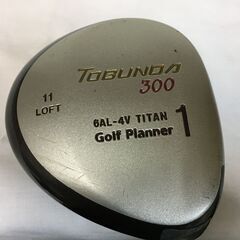 TOBUNDA
300
11
LOFT
6AL-4V TITAN
Golf Planner 1